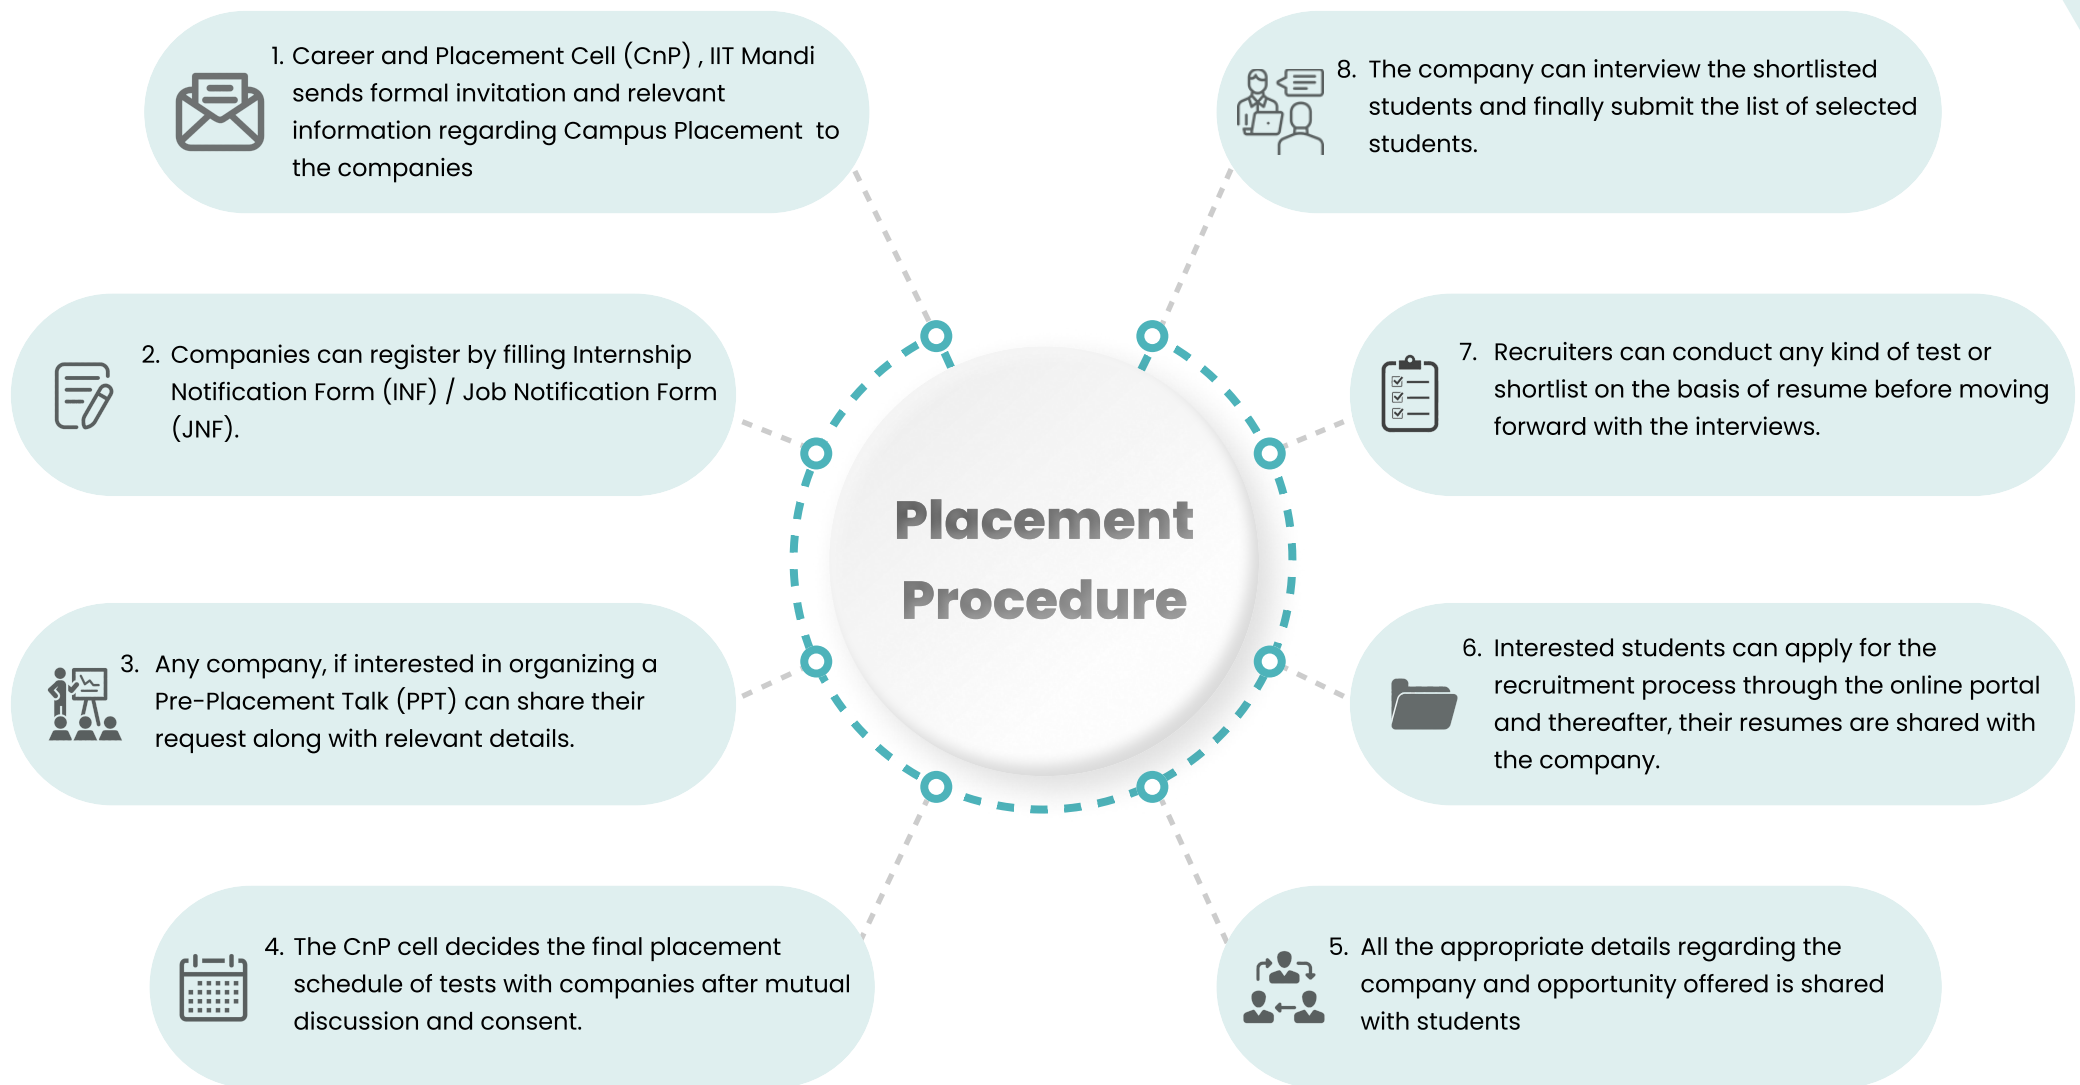 1. Career and Placement Cell (CnP) , IIT Mandi
sends formal invitation and relevant
information regarding Campus Placement  to
the companies
2. Companies can register by filling Internship
Notification Form (INF) / Job Notification Form
(JNF).
3. Any company, if interested in organizing a
Pre-Placement Talk (PPT) can share their
request along with relevant details.
4. The CnP cell decides the final placement
schedule of tests with companies after mutual
discussion and consent.
Placement
Procedure
5. All the appropriate details regarding the
company and opportunity offered is shared
with students
6. Interested students can apply for the
recruitment process through the online portal
and thereafter, their resumes are shared with
the company.
7. Recruiters can conduct any kind of test or
shortlist on the basis of resume before moving
forward with the interviews.
8. The company can interview the shortlisted
students and finally submit the list of selected
students.